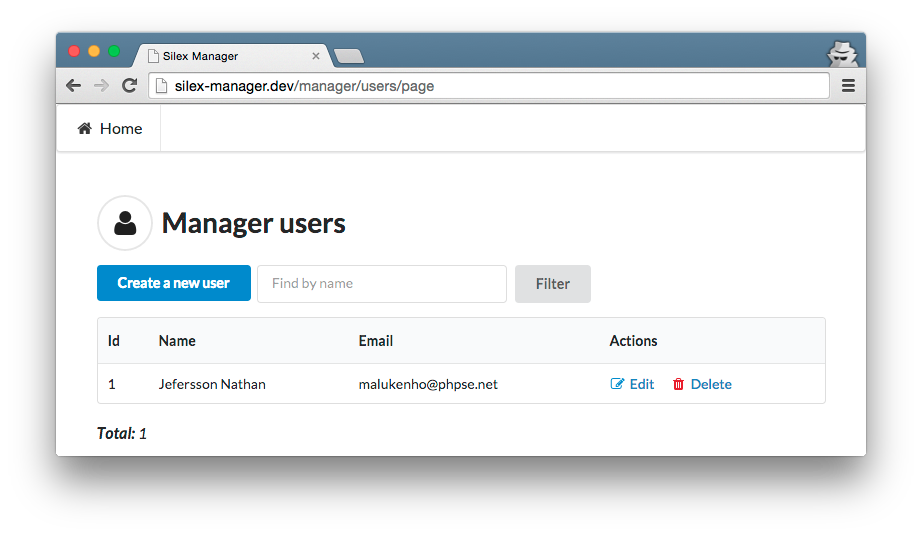 Silex Manager
silex-manager.dev/manager/users/page
Home
Manager users
Create a new user Find by name Filter
Id Name Email Actions
1 Jefersson Nathan malukenho@phpse.net Edit Delete
Total: 1